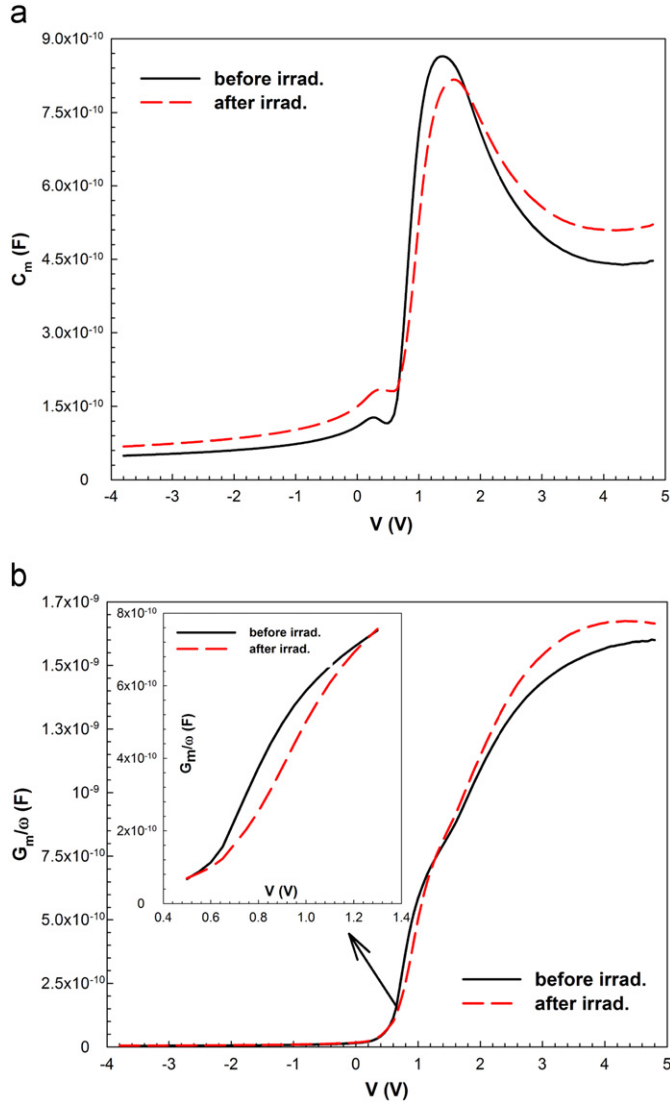 a
9.0x10⁻¹⁰
before irrad.
after irrad.
7.5x10⁻¹⁰
6.0x10⁻¹⁰
Cₘ (F)
4.5x10⁻¹⁰
3.0x10⁻¹⁰
1.5x10⁻¹⁰
0
-4 -3 -2 -1 0 1 2 3 4 5
V (V)
b
1.7x10⁻⁹
1.5x10⁻⁹
1.3x10⁻⁹
10⁻⁹
7.5x10⁻¹⁰
5.0x10⁻¹⁰
2.5x10⁻¹⁰
0
Gₘ/ω (F)
8x10⁻¹⁰
before irrad.
after irrad.
6x10⁻¹⁰
Gₘ/ω (F)
4x10⁻¹⁰
2x10⁻¹⁰
0
V (V)
0.4 0.6 0.8 1.0 1.2 1.4
before irrad.
after irrad.
-4 -3 -2 -1 0 1 2 3 4 5
V (V)